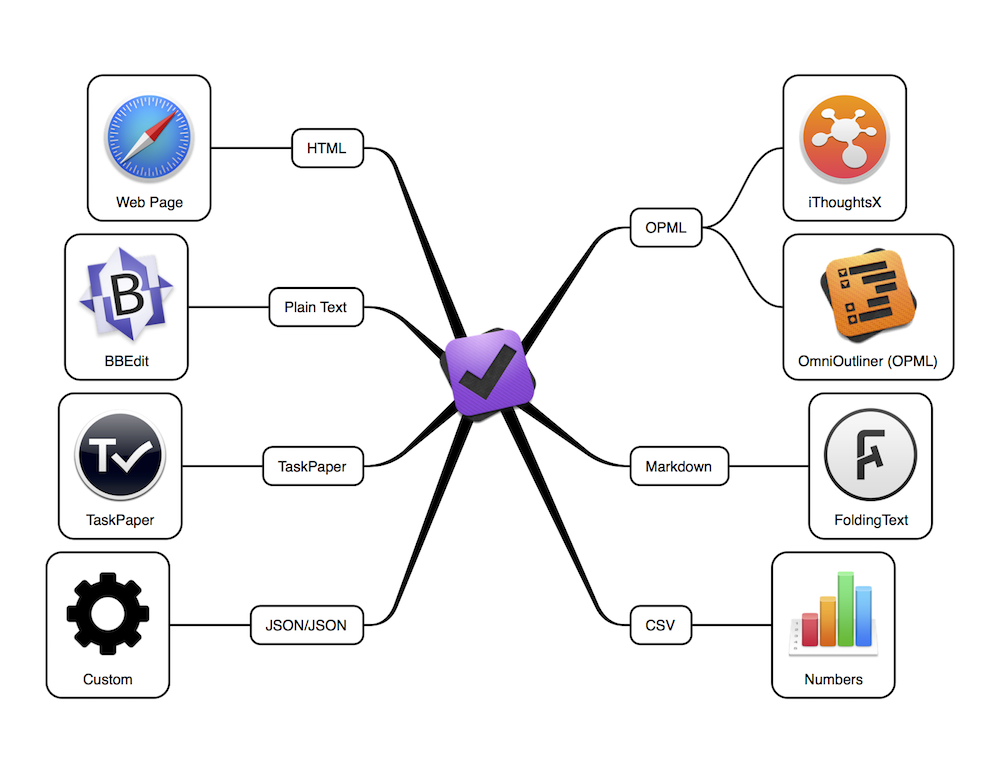 HTML
Web Page
iThoughtsX
OPML
B
Plain Text
BBEdit
OmniOutliner (OPML)
T
TaskPaper
TaskPaper
Markdown
F
FoldingText
JSON/JSON
Custom
CSV
Numbers